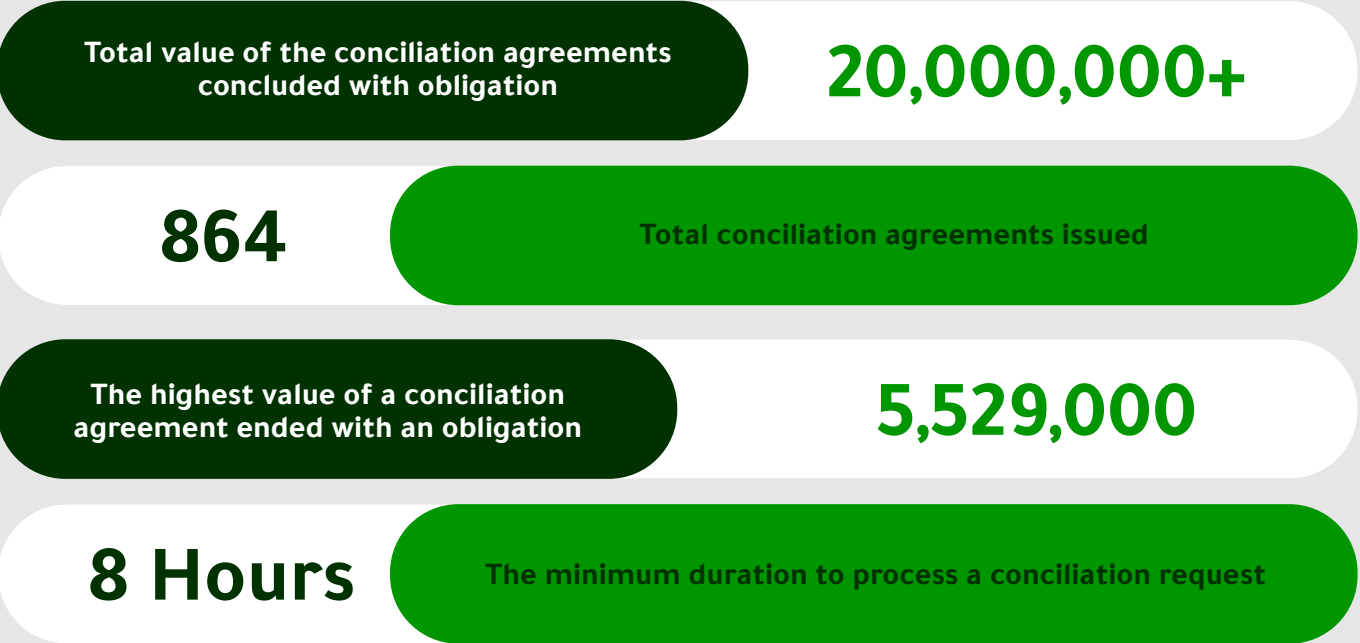 Total value of the conciliation agreements
concluded with obligation
20,000,000+
864
Total conciliation agreements issued
The highest value of a conciliation
agreement ended with an obligation
5,529,000
8 Hours
The minimum duration to process a conciliation request